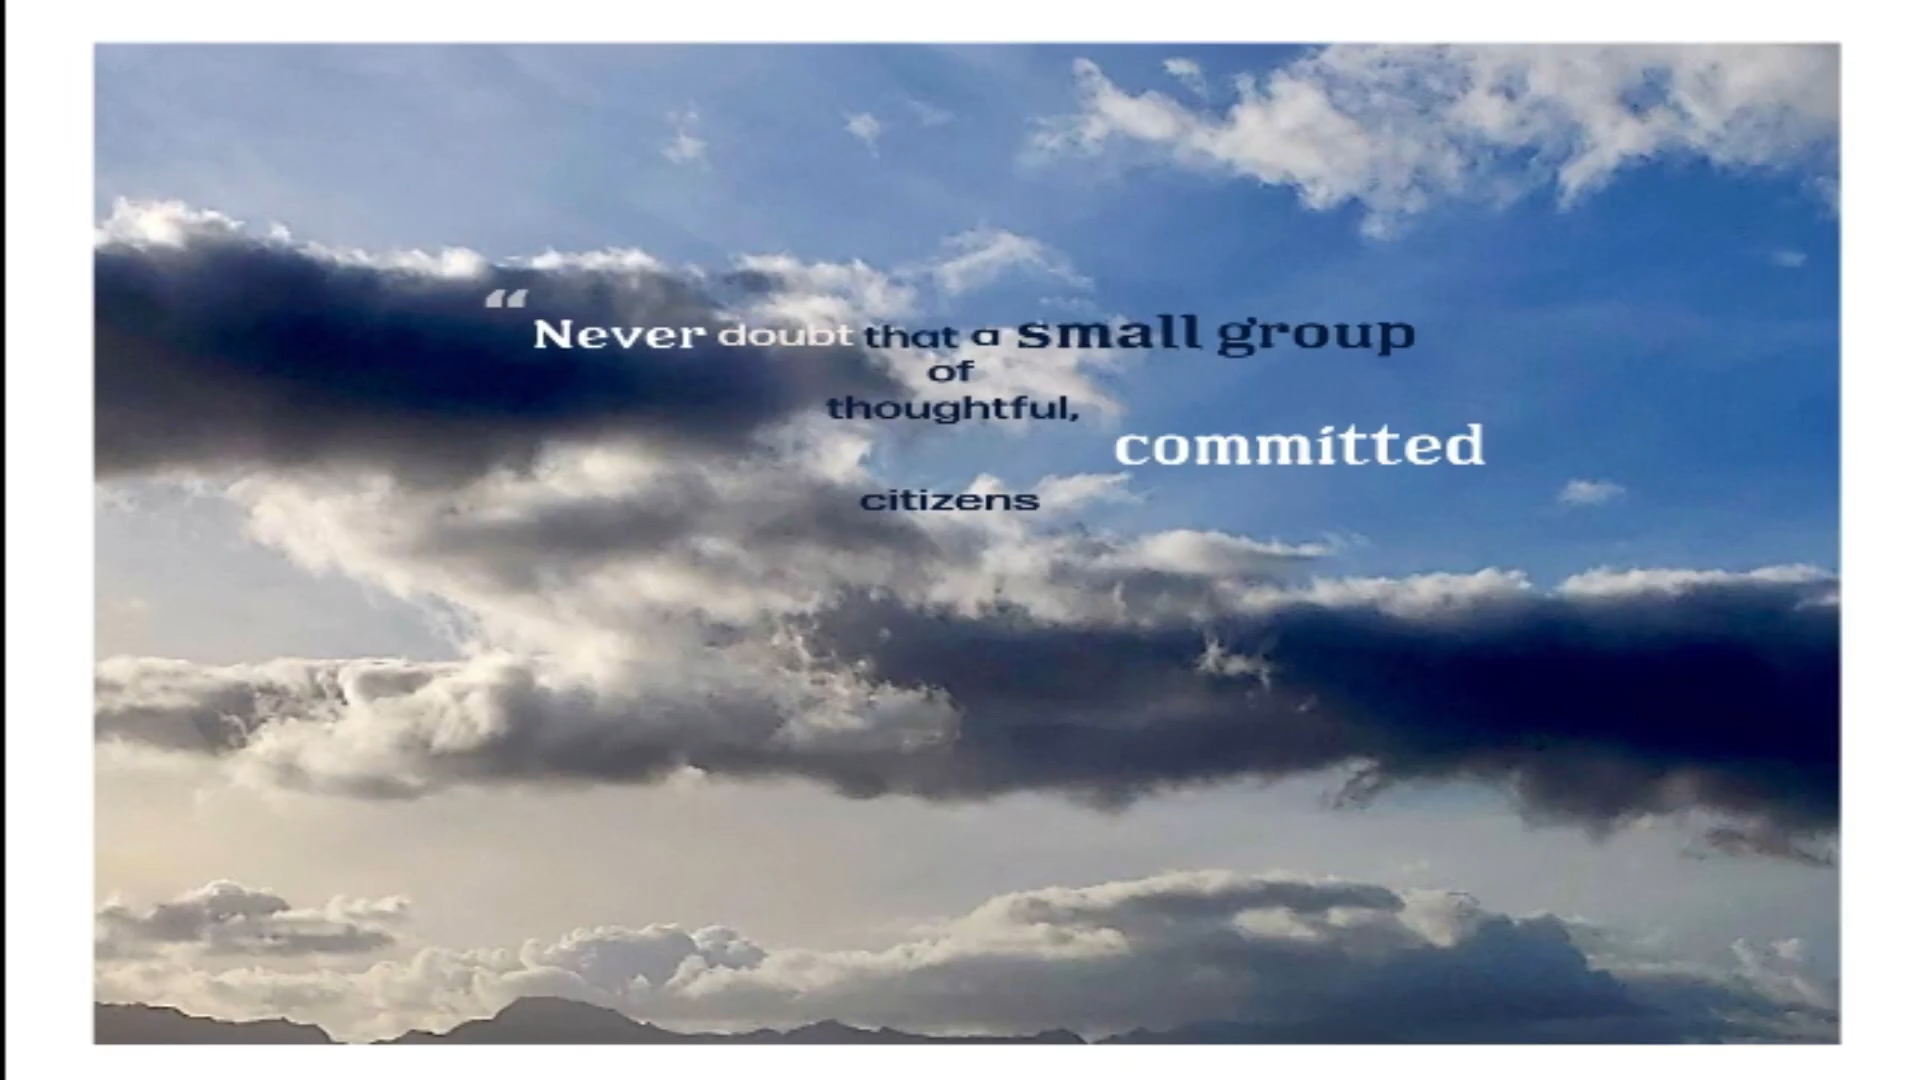 “Never doubt that a small group
of
thoughtful,
committed
citizens